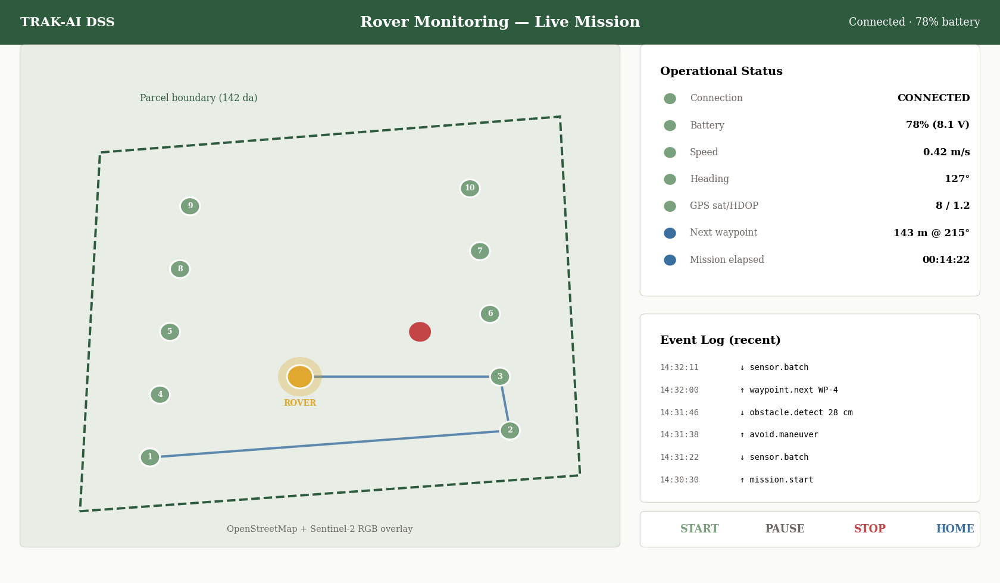 TRAK-AI DSS
Rover Monitoring — Live Mission
Connected · 78% battery
Parcel boundary (142 da)
10
9
7
8
6
5
3
4
ROVER
2
1
OpenStreetMap + Sentinel-2 RGB overlay
Operational Status
Connection CONNECTED
Battery 78% (8.1 V)
Speed 0.42 m/s
Heading 127°
GPS sat/HDOP 8 / 1.2
Next waypoint 143 m @ 215°
Mission elapsed 00:14:22
Event Log (recent)
14:32:11 ↓ sensor.batch
14:32:00 ↑ waypoint.next WP-4
14:31:46 ↓ obstacle.detect 28 cm
14:31:38 ↑ avoid.maneuver
14:31:22 ↓ sensor.batch
14:30:30 ↑ mission.start
START PAUSE STOP HOME